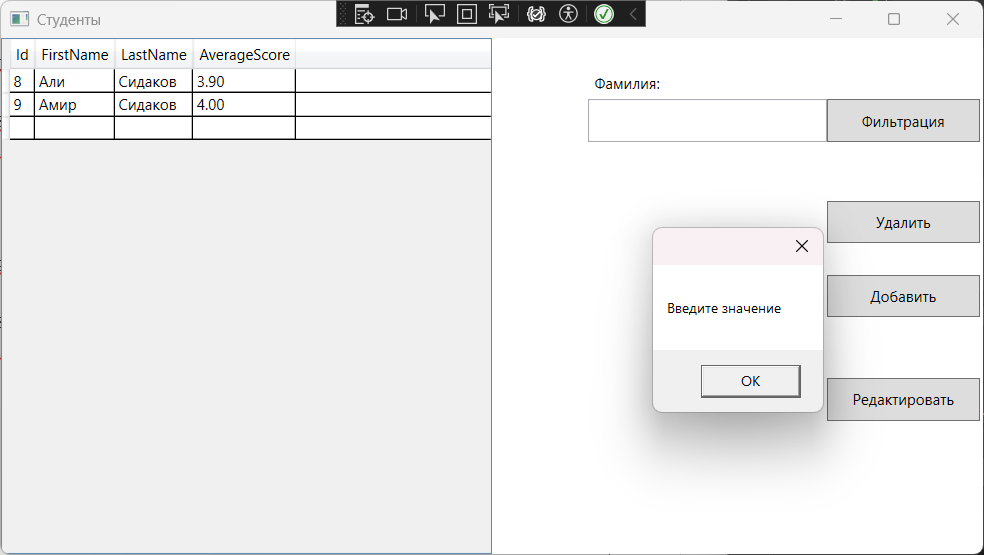 Студенты
Id FirstName LastName AverageScore
8 Али Сидаков 3.90
9 Амир Сидаков 4.00
Фамилия:
Фильтрация
Удалить
Добавить
Редактировать
Введите значение
OK